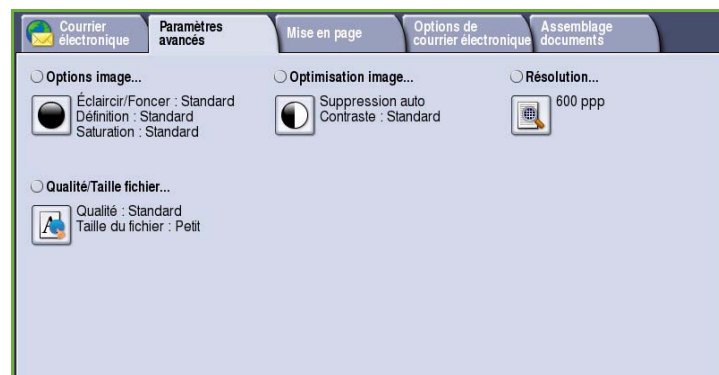 Courrier
électronique
Paramètres
avancés
Mise en page
Options de
courrier électronique
Assemblage
documents
Options image...
Éclaircir/Foncer : Standard
Définition : Standard
Saturation : Standard
Optimisation image...
Suppression auto
Contraste : Standard
Résolution...
600 ppp
Qualité/Taille fichier...
Qualité : Standard
Taille du fichier : Petit